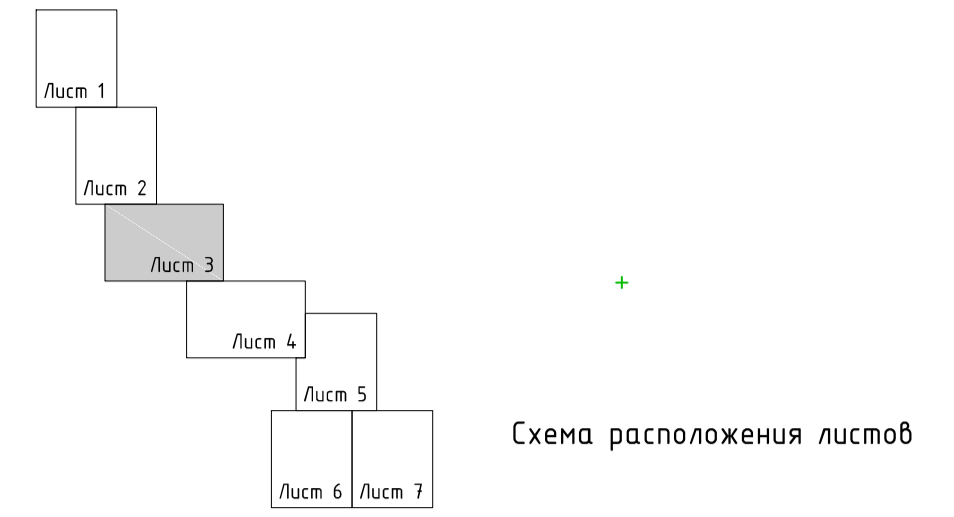 Лист 1
Лист 2
Лист 3
Лист 4
Лист 5
Схема расположения листов
Лист 6
Лист 7